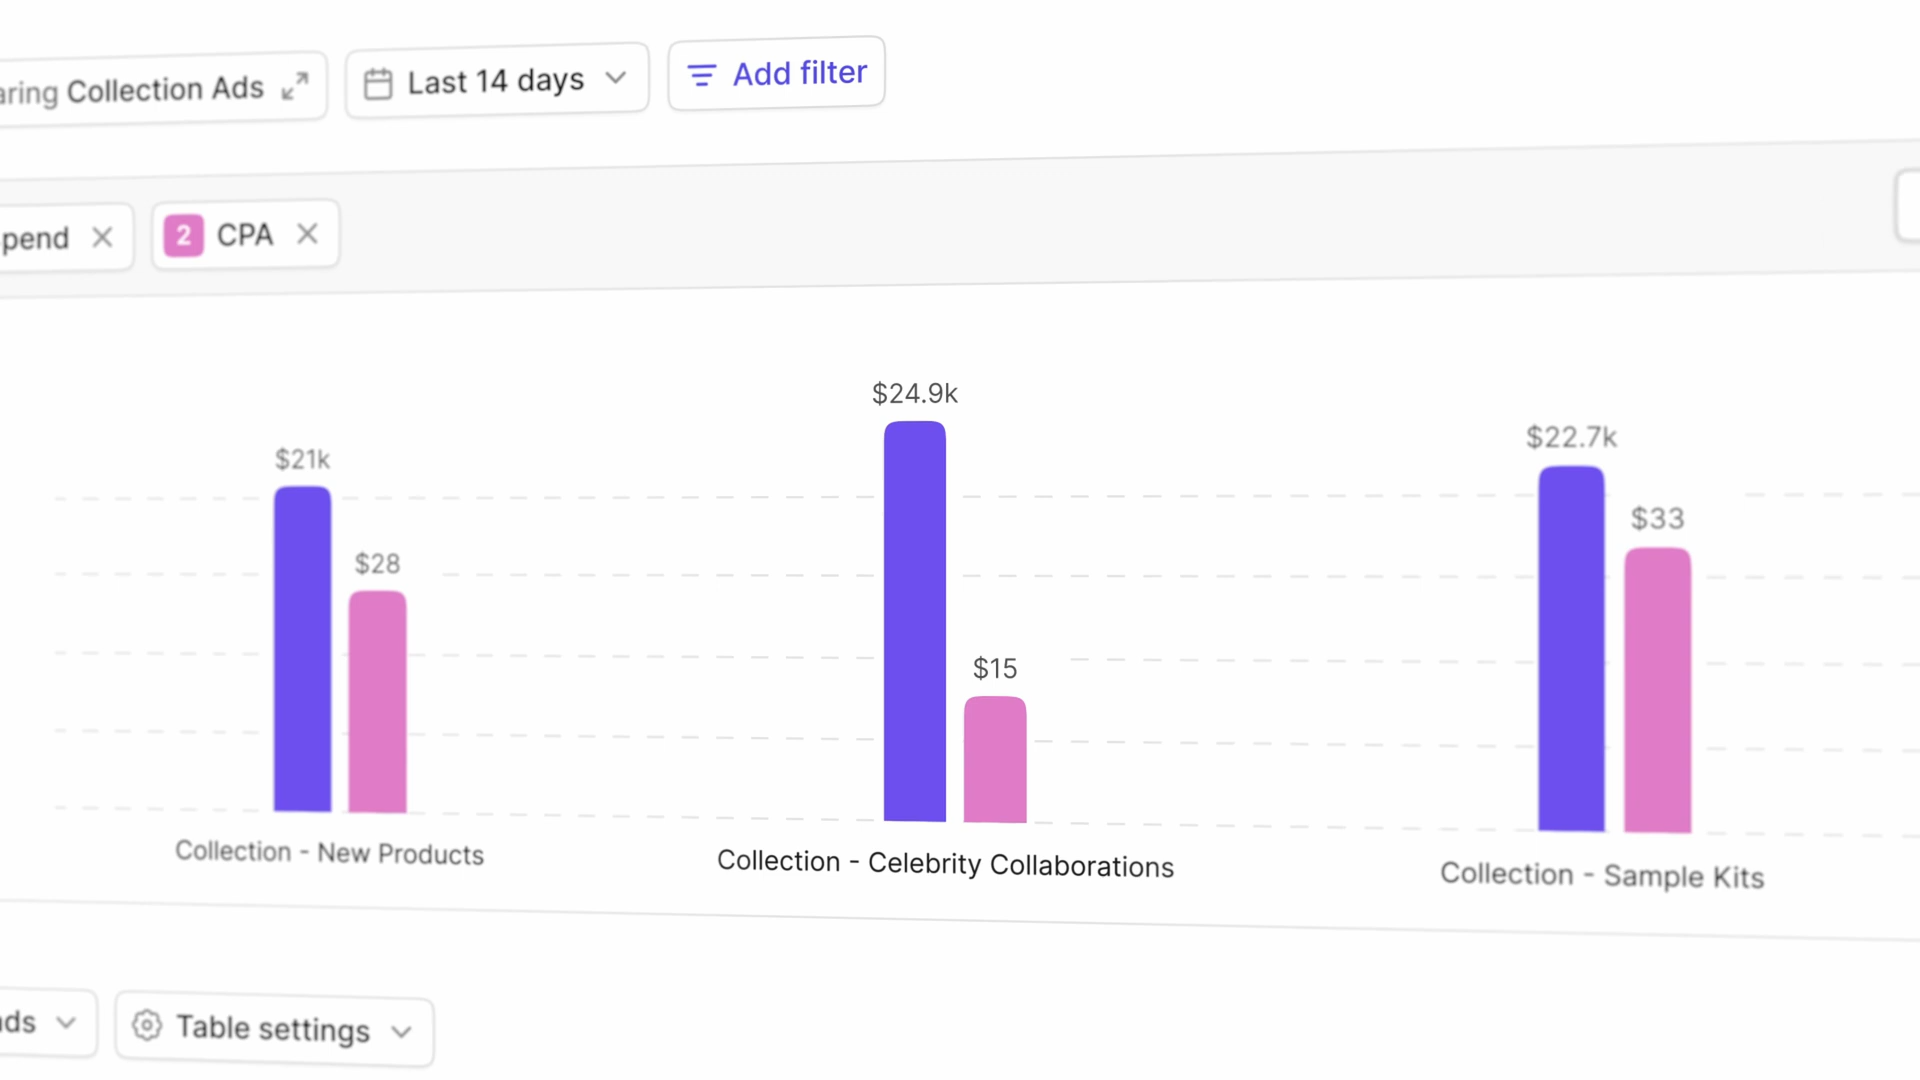 aring Collection Ads
Last 14 days
Add filter
pend
2 CPA
$21k
$28
$24.9k
$15
$22.7k
$33
Collection - New Products
Collection - Celebrity Collaborations
Collection - Sample Kits
ds
Table settings